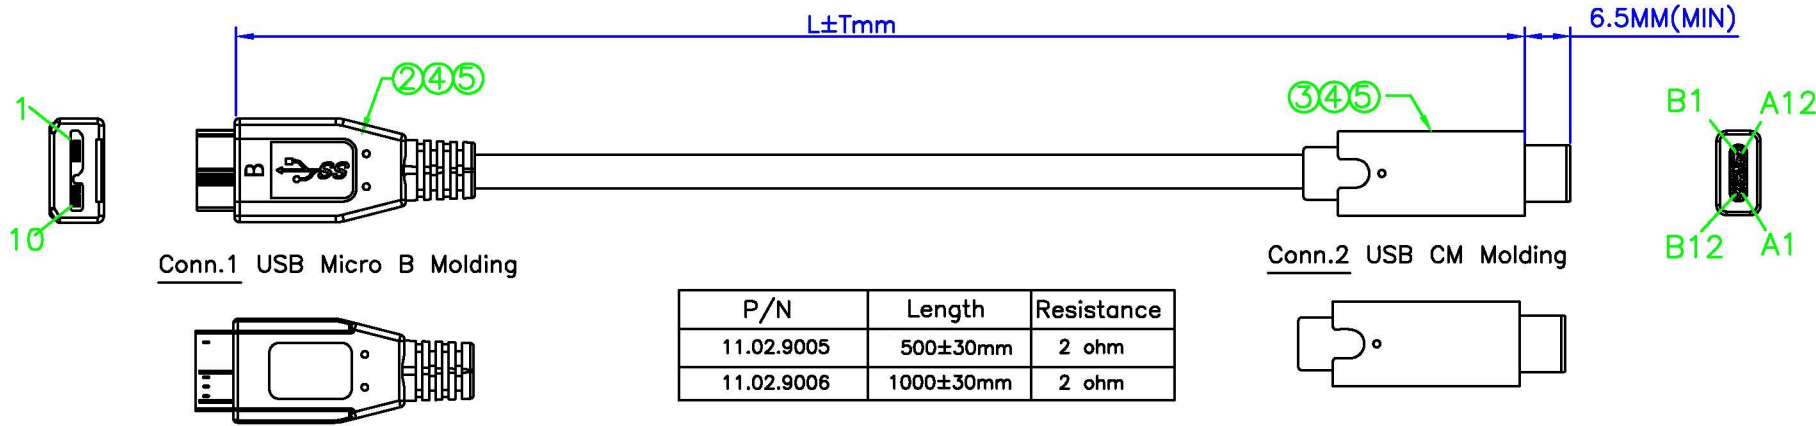 L±Tmm
6.5MM(MIN)
②④⑤
③④⑤
1
10
B
SS
B1
A12
B12
A1
Conn.1 USB Micro B Molding
Conn.2 USB CM Molding
P/N Length Resistance
11.02.9005 500±30mm 2 ohm
11.02.9006 1000±30mm 2 ohm